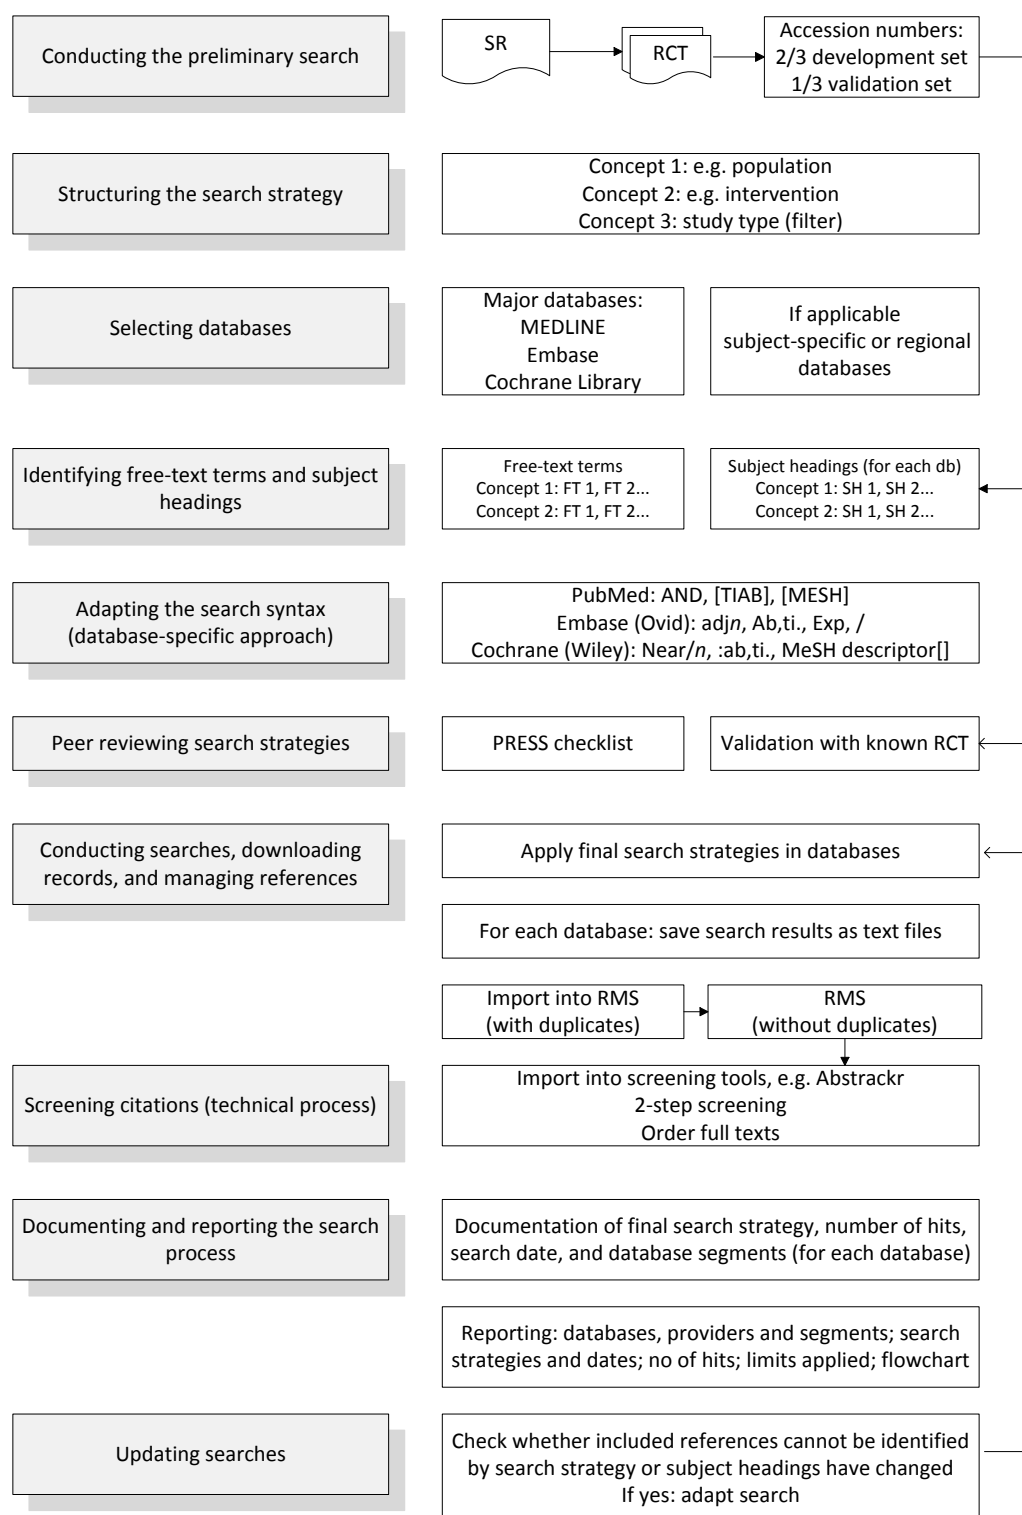 Conducting the preliminary search
SR
RCT
Accession numbers:
2/3 development set
1/3 validation set
Structuring the search strategy
Concept 1: e.g. population
Concept 2: e.g. intervention
Concept 3: study type (filter)
Selecting databases
Major databases:
MEDLINE
Embase
Cochrane Library
If applicable
subject-specific or regional
databases
Identifying free-text terms and subject
headings
Free-text terms
Concept 1: FT 1, FT 2...
Concept 2: FT 1, FT 2...
Subject headings (for each db)
Concept 1: SH 1, SH 2...
Concept 2: SH 1, SH 2...
Adapting the search syntax
(database-specific approach)
PubMed: AND, [TIAB], [MESH]
Embase (Ovid): adjn, Ab,ti., Exp, /
Cochrane (Wiley): Near/n, :ab,ti., MeSH descriptor[]
Peer reviewing search strategies
PRESS checklist
Validation with known RCT
Conducting searches, downloading
records, and managing references
Apply final search strategies in databases
For each database: save search results as text files
Import into RMS
(with duplicates)
RMS
(without duplicates)
Screening citations (technical process)
Import into screening tools, e.g. Abstrackr
2-step screening
Order full texts
Documenting and reporting the search
process
Documentation of final search strategy, number of hits,
search date, and database segments (for each database)
Reporting: databases, providers and segments; search
strategies and dates; no of hits; limits applied; flowchart
Updating searches
Check whether included references cannot be identified
by search strategy or subject headings have changed
If yes: adapt search